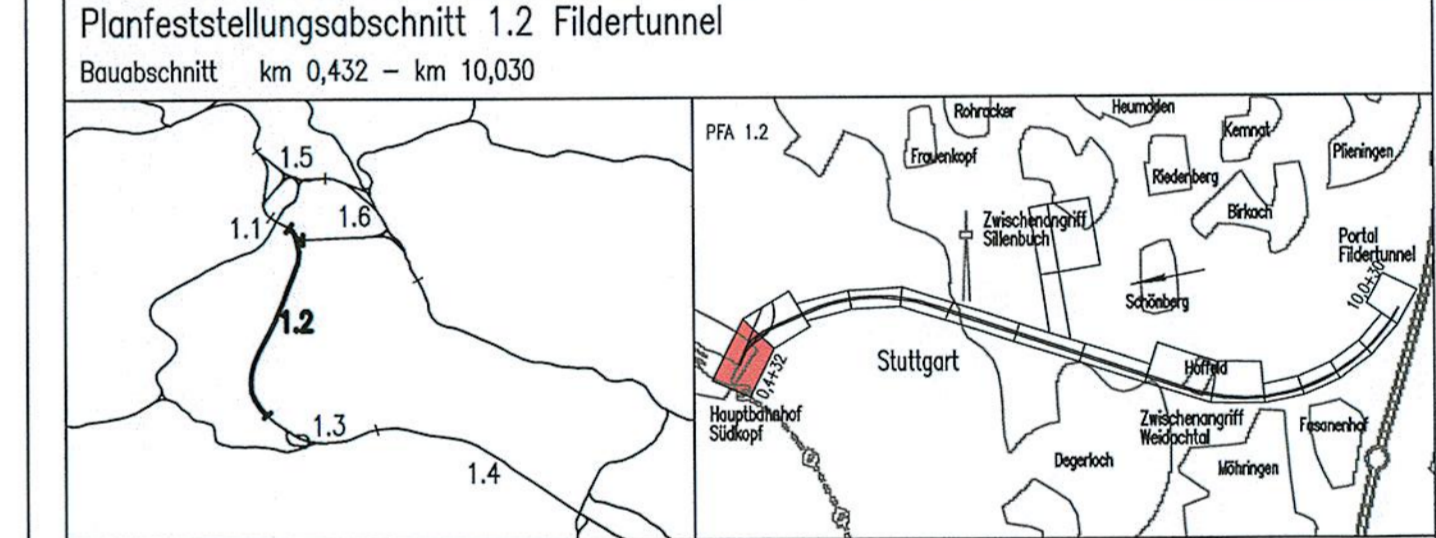 Planfeststellungsabschnitt 1.2 Fildertunnel
Bauabschnitt km 0,432 – km 10,030
1.5
1.6
1.1
1.2
1.3
1.4
PFA 1.2
Rohracker
Heumaden
Kemnat
Plieningen
Frauenkopf
Riedenberg
Birkach
Zwischenangriff
Sillenbuch
Portal
Fildertunnel
10,0+30
Schönberg
Stuttgart
Hoffeld
0,4+32
Hauptbahnhof
Südkopf
Zwischenangriff
Weidachtal
Fasanenhof
Degerloch
Möhringen